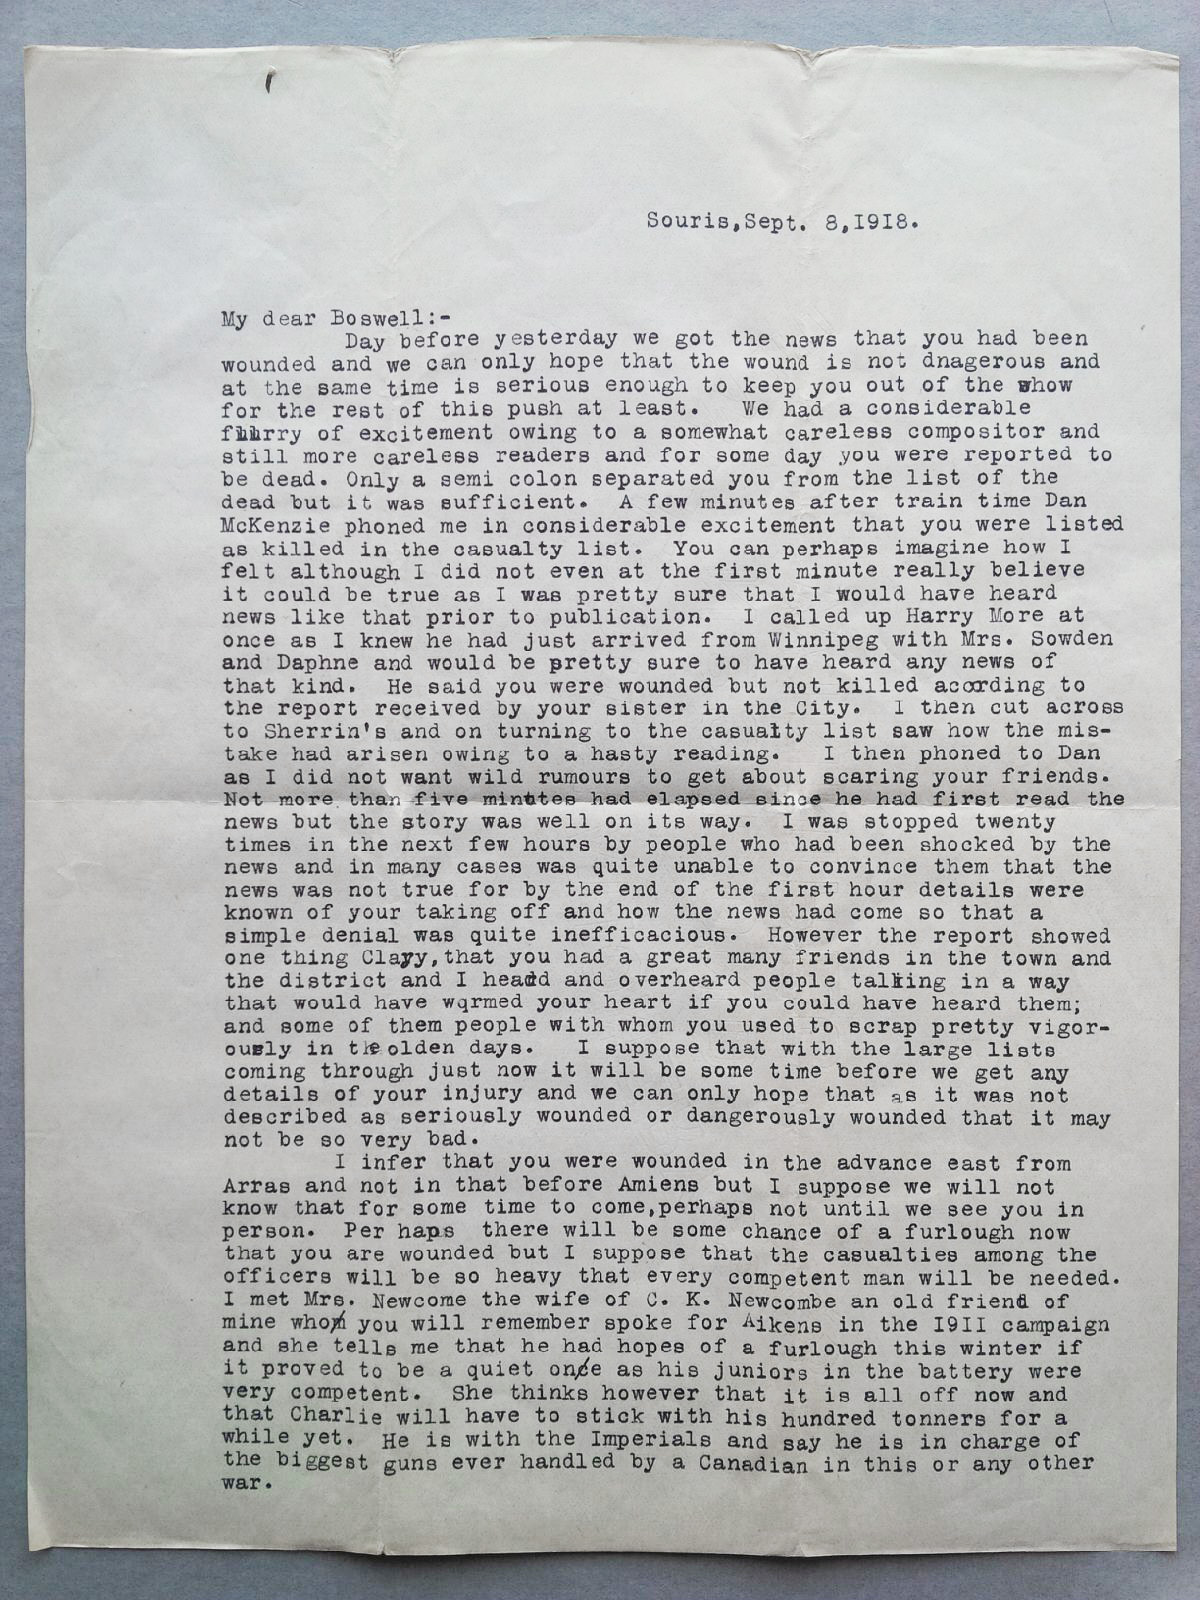 Souris,Sept. 8,I9I8.
My dear Boswell:-
Day before yesterday we got the news that you had been
wounded and we can only hope that the wound is not dnagerous and
at the same time is serious enough to keep you out of the show
for the rest of this push at least. We had a considerable
flurry of excitement owing to a somewhat careless compositor and
still more careless readers and for some day you were reported to
be dead. Only a semi colon separated you from the list of the
dead but it was sufficient. A few minutes after train time Dan
McKenzie phoned me in considerable excitement that you were listed
as killed in the casualty list. You can perhaps imagine how I
felt although I did not even at the first minute really believe
it could be true as I was pretty sure that I would have heard
news like that prior to publication. I called up Harry More at
once as I knew he had just arrived from Winnipeg with Mrs. Sowden
and Daphne and would be pretty sure to have heard any news of
that kind. He said you were wounded but not killed acording to
the report received by your sister in the City. I then cut across
to Sherrin's and on turning to the casualty list saw how the mis-
take had arisen owing to a hasty reading. I then phoned to Dan
as I did not want wild rumours to get about scaring your friends.
Not more than five minutes had elapsed since he had first read the
news but the story was well on its way. I was stopped twenty
times in the next few hours by people who had been shocked by the
news and in many cases was quite unable to convince them that the
news was not true for by the end of the first hour details were
known of your taking off and how the news had come so that a
simple denial was quite inefficacious. However the report showed
one thing Clary,that you had a great many friends in the town and
the district and I heard and overheard people talking in a way
that would have wqrmed your heart if you could have heard them;
and some of them people with whom you used to scrap pretty vigor-
ously in the olden days. I suppose that with the large lists
coming through just now it will be some time before we get any
details of your injury and we can only hope that as it was not
described as seriously wounded or dangerously wounded that it may
not be so very bad.
I infer that you were wounded in the advance east from
Arras and not in that before Amiens but I suppose we will not
know that for some time to come,perhaps not until we see you in
person. Per haps there will be some chance of a furlough now
that you are wounded but I suppose that the casualties among the
officers will be so heavy that every competent man will be needed.
I met Mrs. Newcome the wife of C. K. Newcombe an old friend of
mine who you will remember spoke for Aikens in the I9II campaign
and she tells me that he had hopes of a furlough this winter if
it proved to be a quiet one as his juniors in the battery were
very competent. She thinks however that it is all off now and
that Charlie will have to stick with his hundred tonners for a
while yet. He is with the Imperials and say he is in charge of
the biggest guns ever handled by a Canadian in this or any other
war.